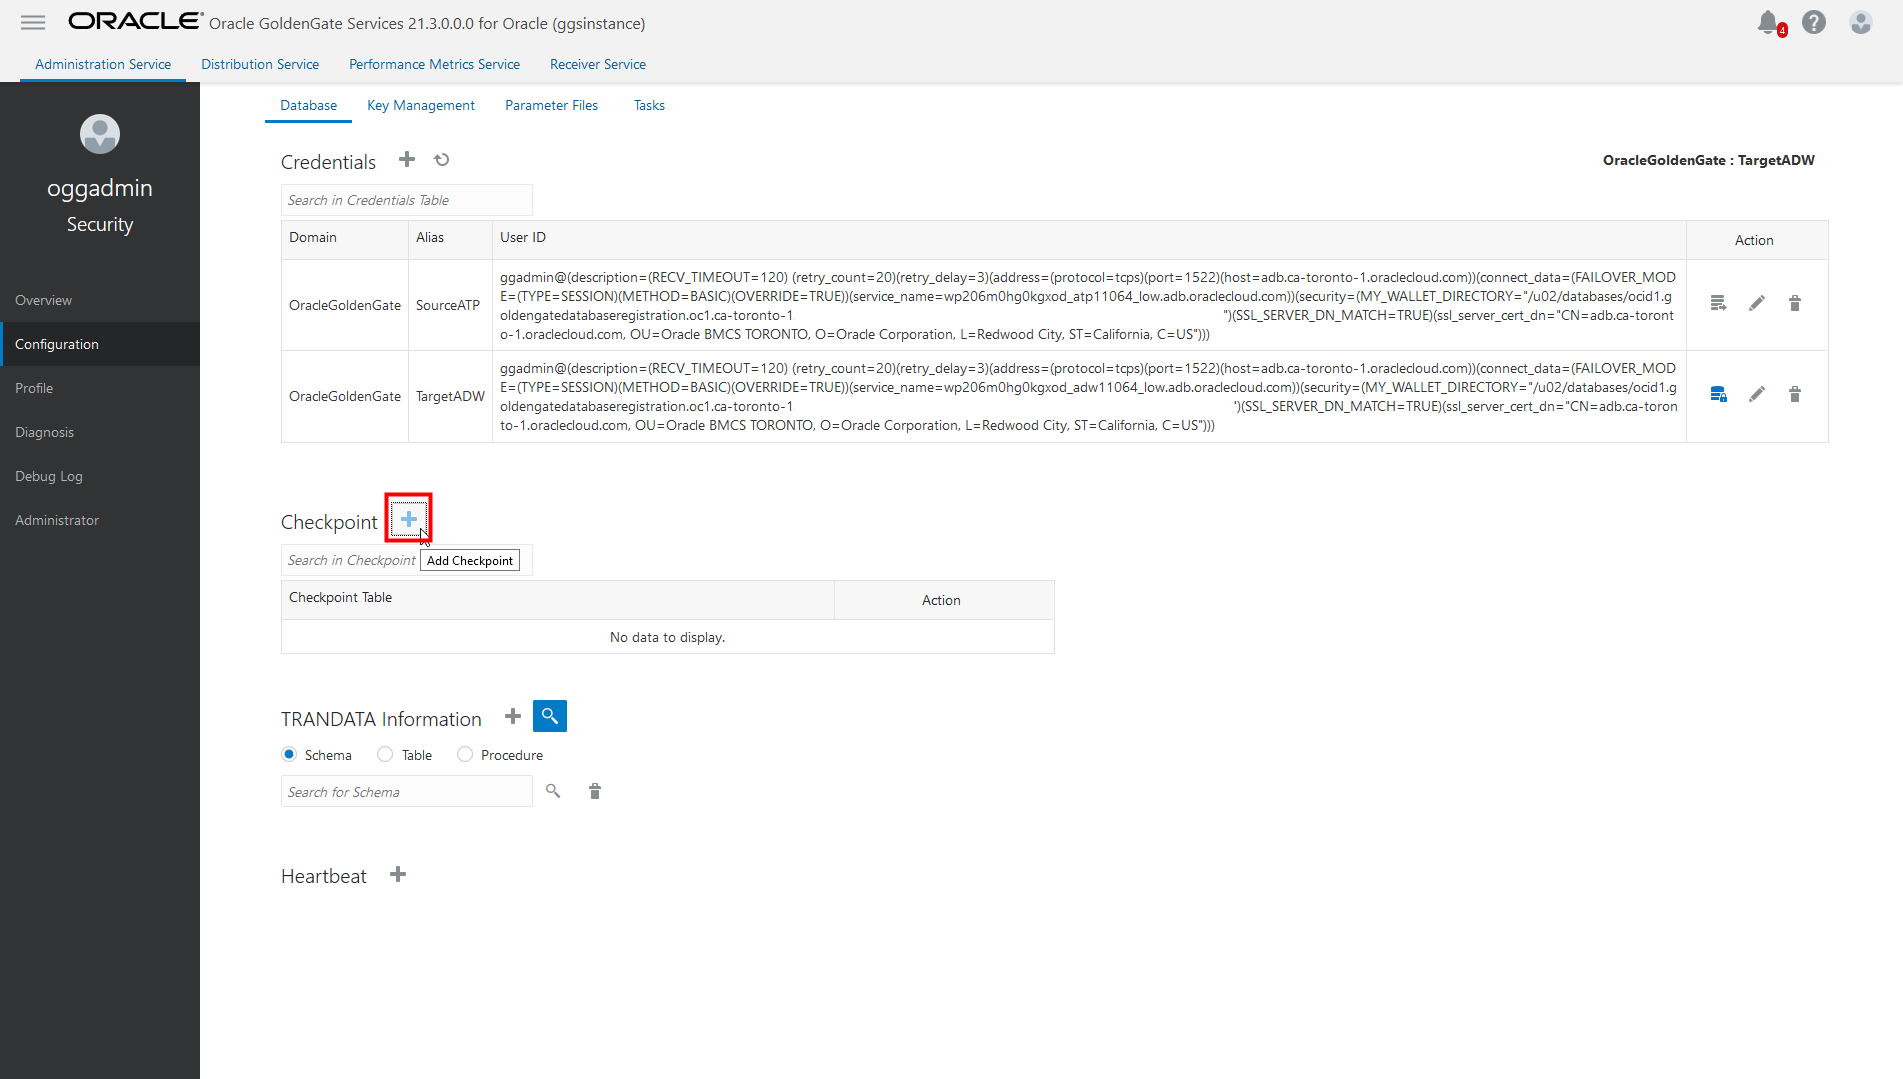 ORACLE® Oracle GoldenGate Services 21.3.0.0.0 for Oracle (ggsinstance)
4
?
Administration Service
Distribution Service
Performance Metrics Service
Receiver Service
oggadmin
Security
Overview
Configuration
Profile
Diagnosis
Debug Log
Administrator
Database
Key Management
Parameter Files
Tasks
Credentials
OracleGoldenGate : TargetADW
Search in Credentials Table
Domain
Alias
User ID
Action
OracleGoldenGate
SourceATP
ggadmin@(description=(RECV_TIMEOUT=120) (retry_count=20)(retry_delay=3)(address=(protocol=tcps)(port=1522)(host=adb.ca-toronto-1.oraclecloud.com))(connect_data=(FAILOVER_MOD
E=(TYPE=SESSION)(METHOD=BASIC)(OVERRIDE=TRUE))(service_name=wp206m0hg0kgxod_atp11064_low.adb.oraclecloud.com))(security=(MY_WALLET_DIRECTORY="/u02/databases/ocid1.g
oldengatedatabaseregistration.oc1.ca-toronto-1 ")(SSL_SERVER_DN_MATCH=TRUE)(ssl_server_cert_dn="CN=adb.ca-toront
o-1.oraclecloud.com, OU=Oracle BMCS TORONTO, O=Oracle Corporation, L=Redwood City, ST=California, C=US")))
OracleGoldenGate
TargetADW
ggadmin@(description=(RECV_TIMEOUT=120) (retry_count=20)(retry_delay=3)(address=(protocol=tcps)(port=1522)(host=adb.ca-toronto-1.oraclecloud.com))(connect_data=(FAILOVER_MOD
E=(TYPE=SESSION)(METHOD=BASIC)(OVERRIDE=TRUE))(service_name=wp206m0hg0kgxod_adw11064_low.adb.oraclecloud.com))(security=(MY_WALLET_DIRECTORY="/u02/databases/ocid1.g
oldengatedatabaseregistration.oc1.ca-toronto-1 ')(SSL_SERVER_DN_MATCH=TRUE)(ssl_server_cert_dn="CN=adb.ca-toron
to-1.oraclecloud.com, OU=Oracle BMCS TORONTO, O=Oracle Corporation, L=Redwood City, ST=California, C=US")))
Checkpoint
Search in Checkpoint
Add Checkpoint
Checkpoint Table
Action
No data to display.
TRANDATA Information
Schema
Table
Procedure
Search for Schema
Heartbeat